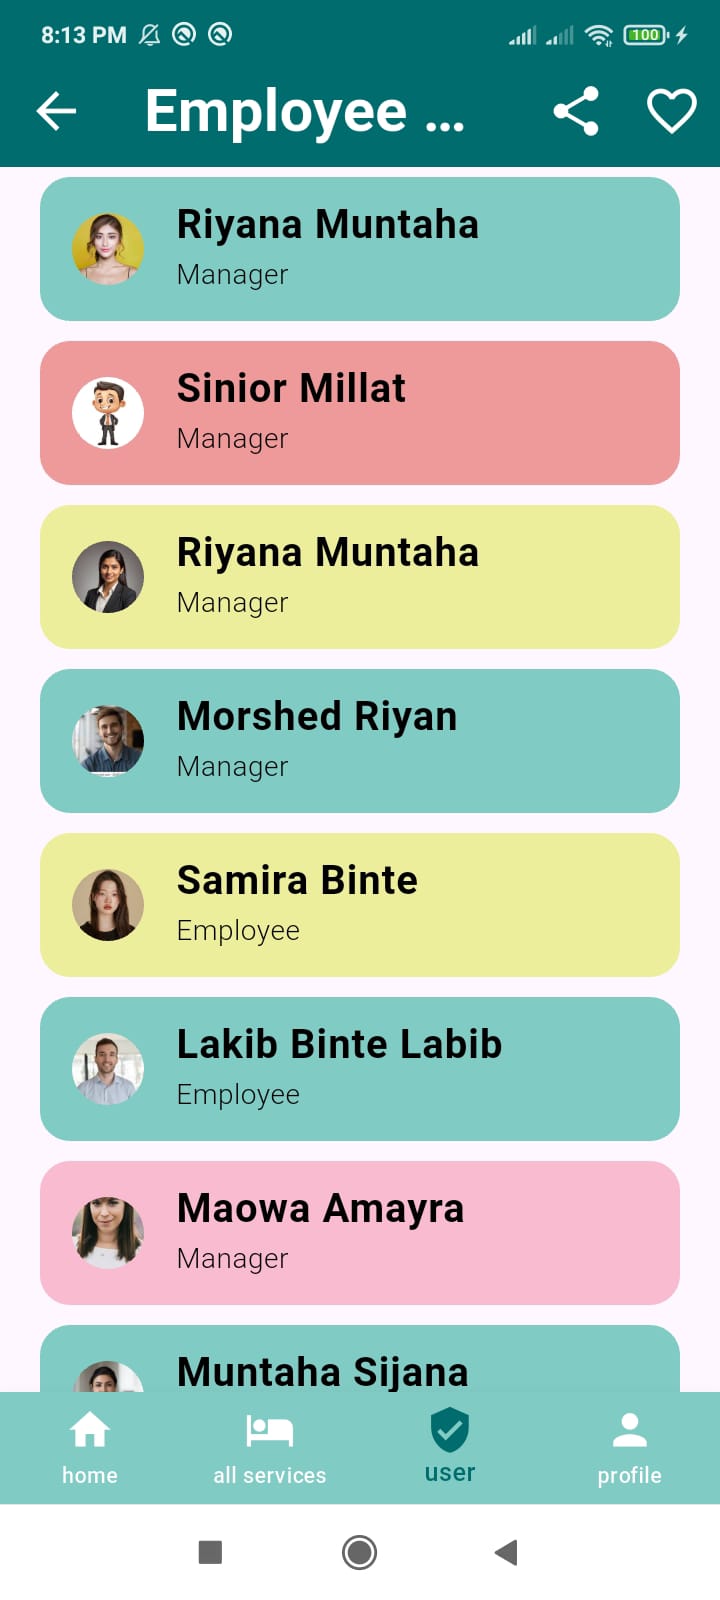 8:13 PM
100
Employee ...
Riyana Muntaha
Manager
Sinior Millat
Manager
Riyana Muntaha
Manager
Morshed Riyan
Manager
Samira Binte
Employee
Lakib Binte Labib
Employee
Maowa Amayra
Manager
Muntaha Sijana
home
all services
user
profile